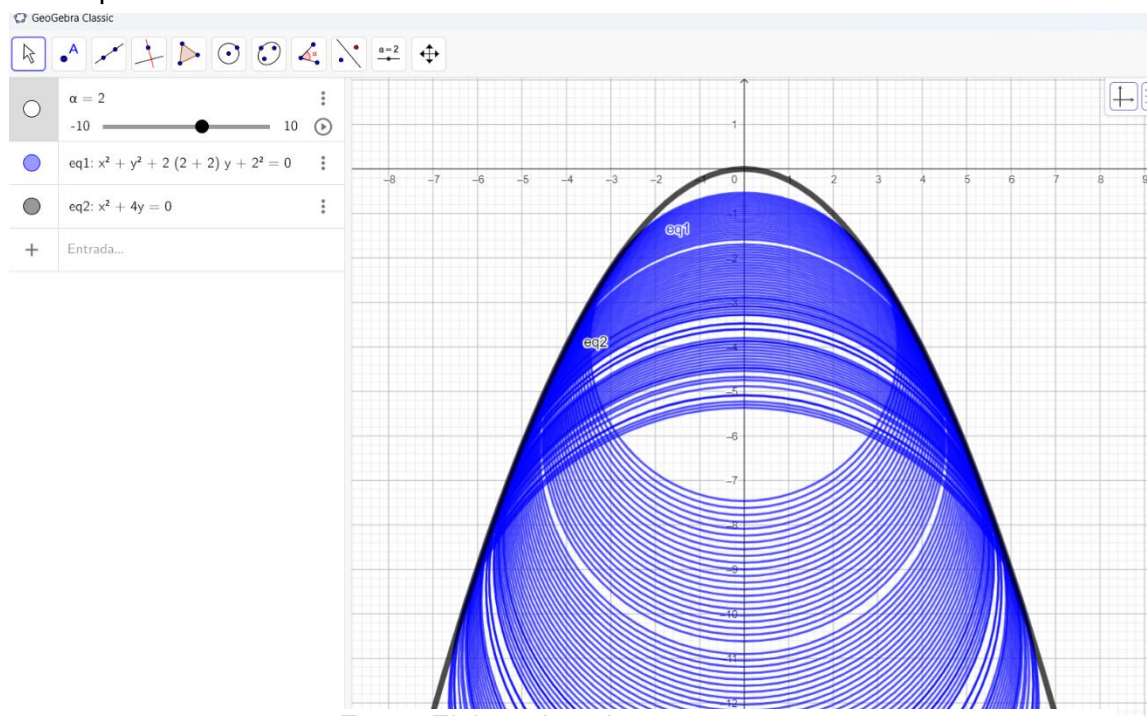 GeoGebra Classic
A
α
a=2
α = 2
-10
10
eq1: x² + y² + 2 (2 + 2) y + 2² = 0
eq2: x² + 4y = 0
+ Entrada...
1
-8 -7 -6 -5 -4 -3 -2 0 1 2 3 4 5 6 7 8 9
-1
eq1
-2
-3
eq2
-4
-5
-6
-7
-8
-9
-10
-11
-12